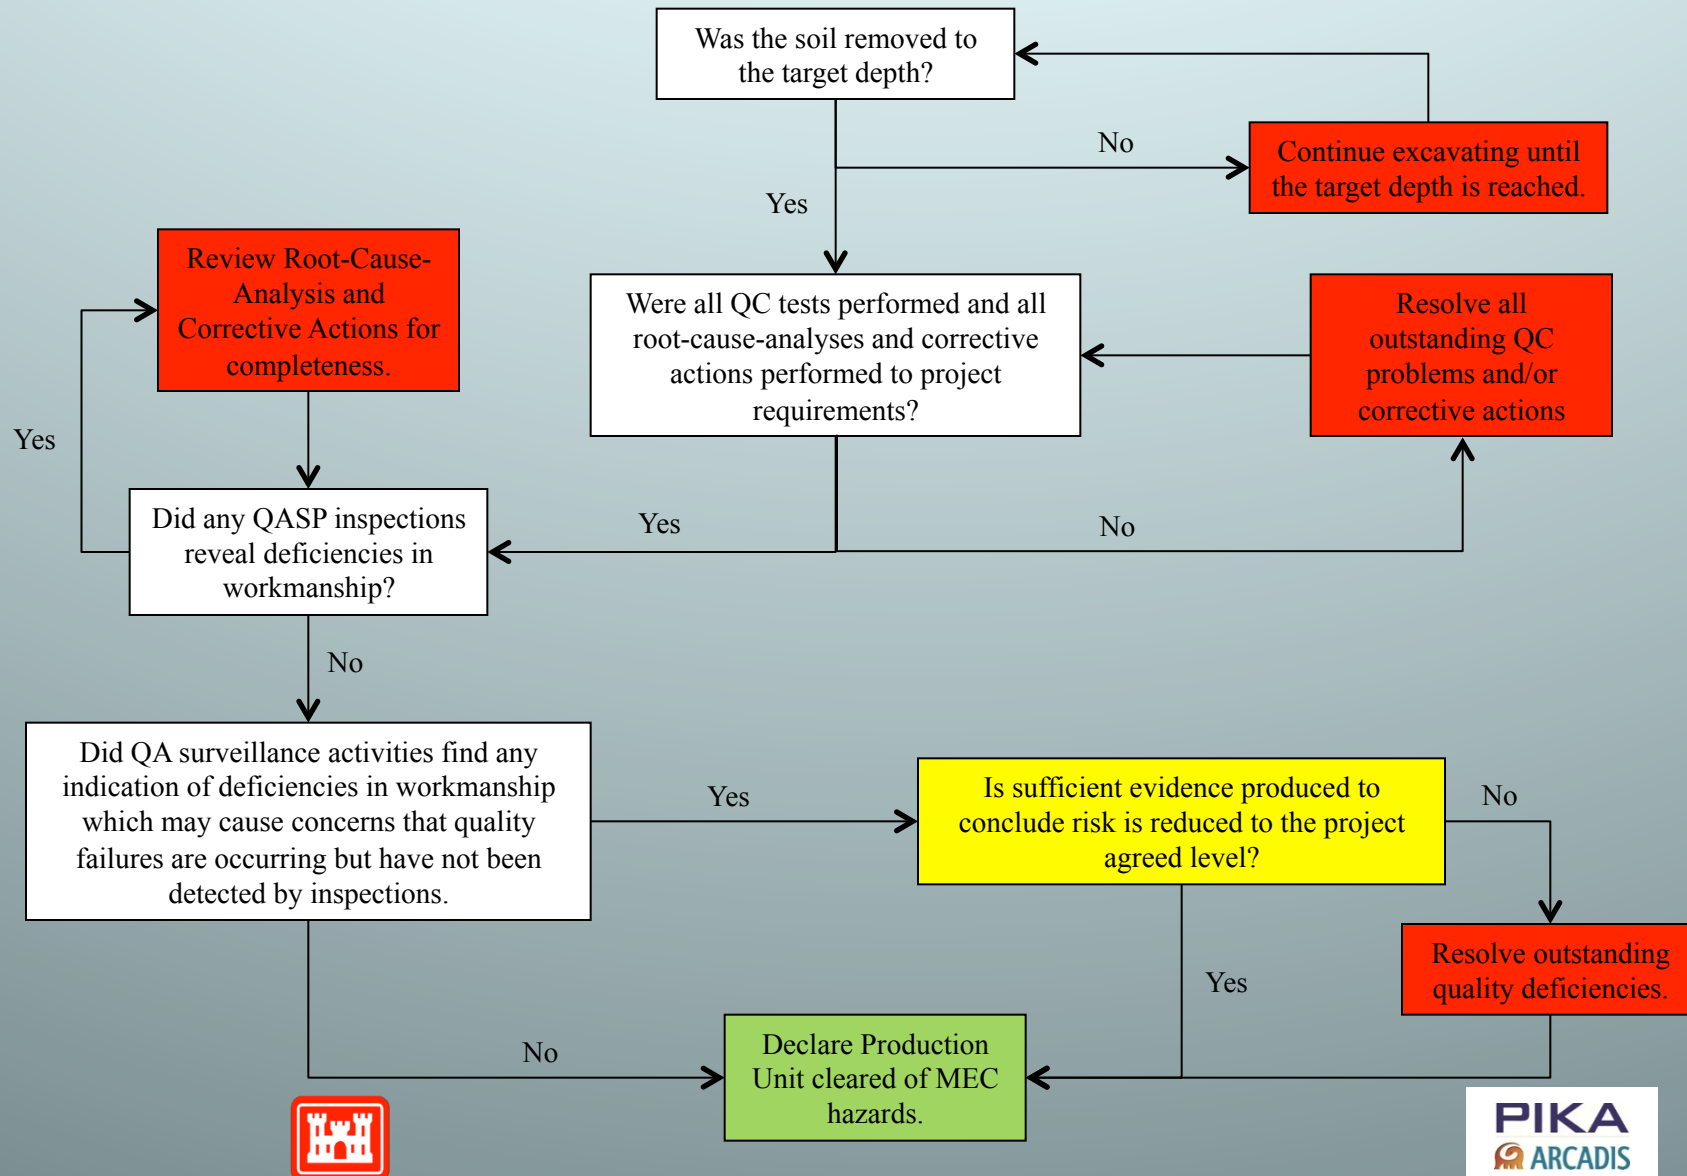 Was the soil removed to
the target depth?
No
Continue excavating until
the target depth is reached.
Yes
Review Root-Cause-
Analysis and
Corrective Actions for
completeness.
Were all QC tests performed and all
root-cause-analyses and corrective
actions performed to project
requirements?
Resolve all
outstanding QC
problems and/or
corrective actions
Yes
Did any QASP inspections
reveal deficiencies in
workmanship?
Yes
No
No
Did QA surveillance activities find any
indication of deficiencies in workmanship
which may cause concerns that quality
failures are occurring but have not been
detected by inspections.
Yes
Is sufficient evidence produced to
conclude risk is reduced to the project
agreed level?
No
Resolve outstanding
quality deficiencies.
Yes
No
Declare Production
Unit cleared of MEC
hazards.
PIKA
ARCADIS